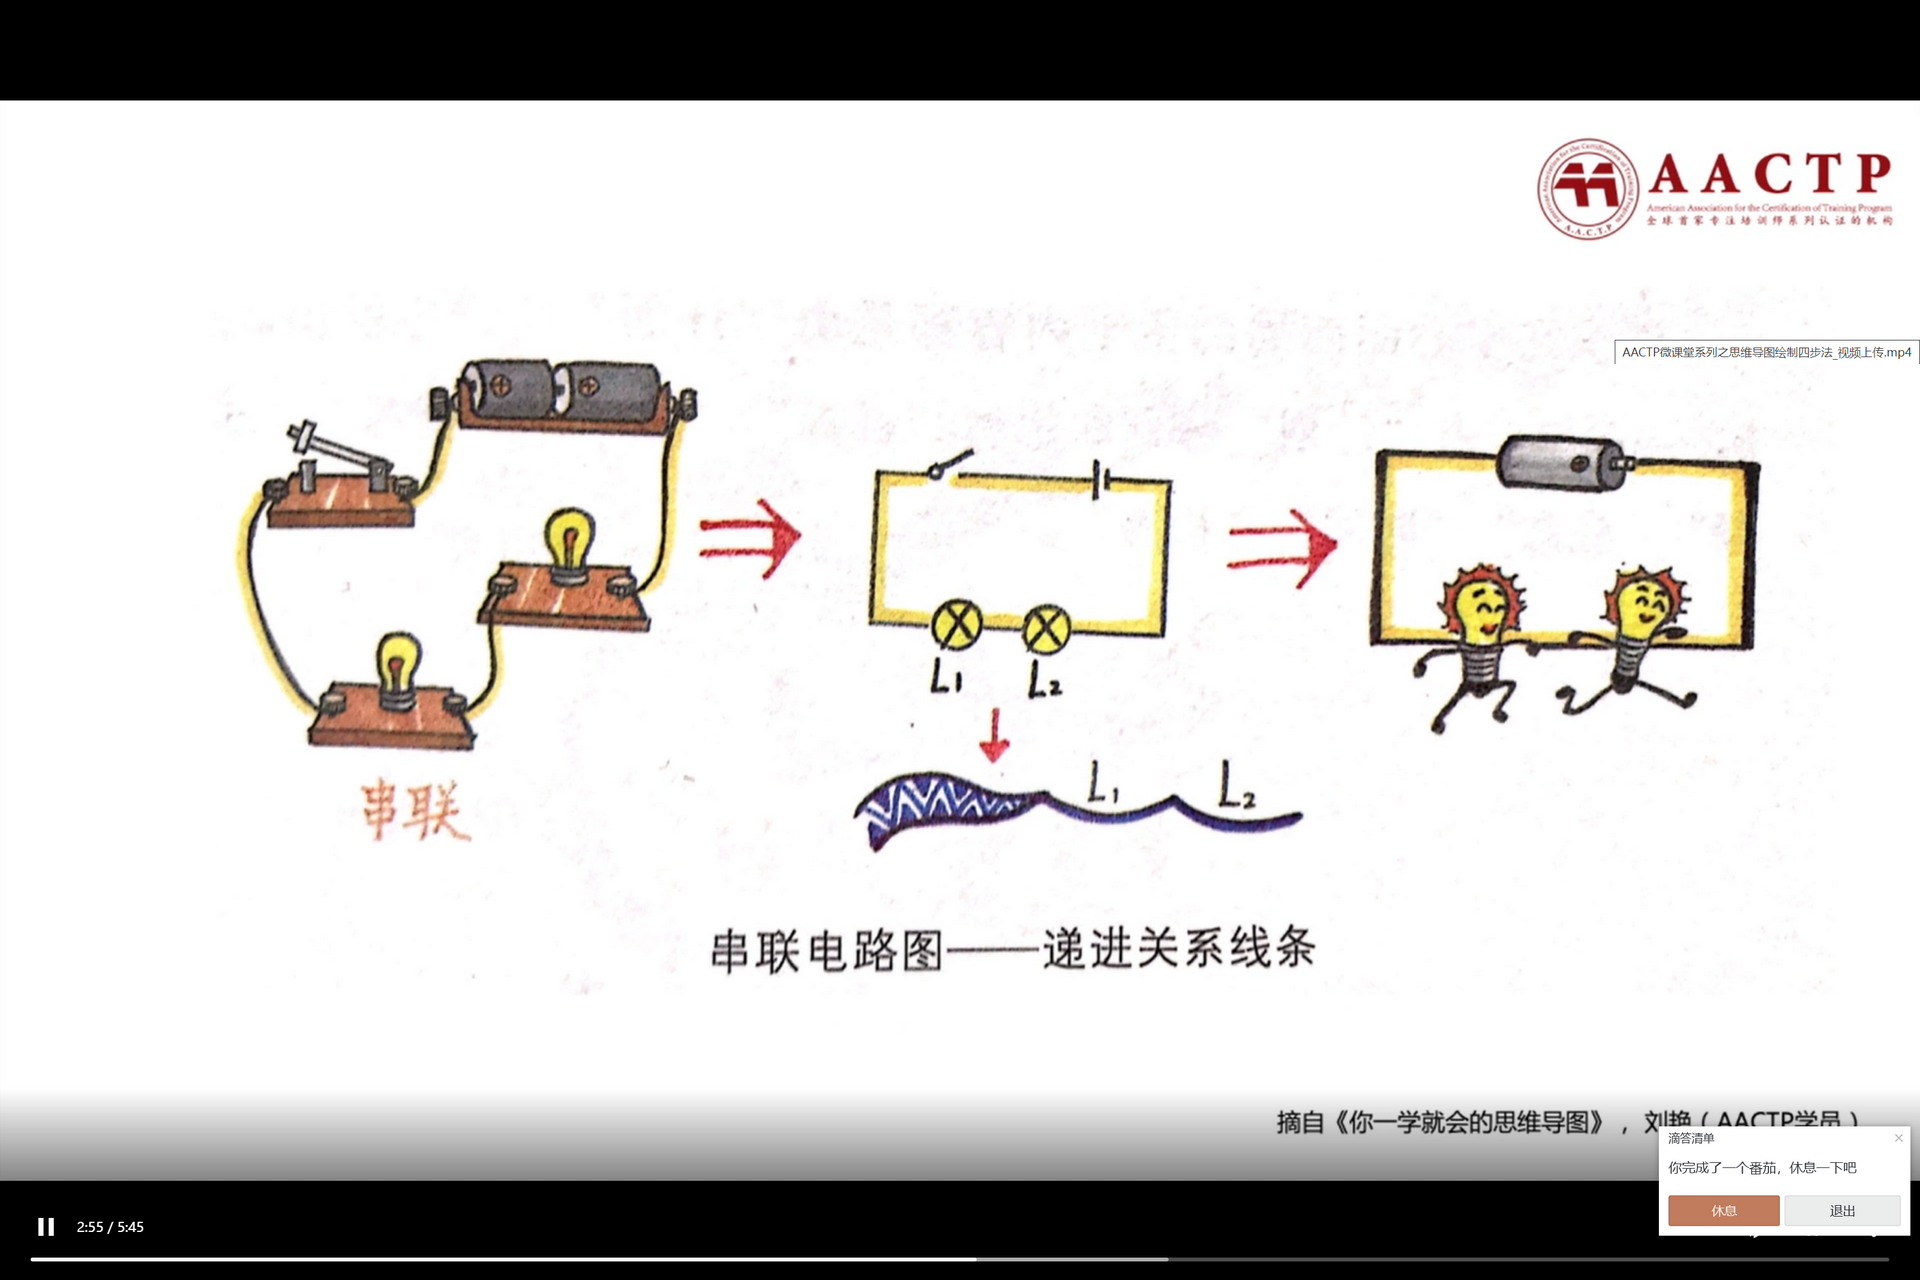 AACTP
American Association for the Certification of Training Program
全球首家专注培训师系列认证的机构
A.A.C.T.P
AACTP微课堂系列之思维导图绘制四步法_视频上传.mp4
L₁ L₂
L₁ L₂
串联
串联电路图——递进关系线条
摘自《你一学就会的思维导图》，刘艳（AACTP学员）
滴答清单
你完成了一个番茄，休息一下吧
休息 退出
2:55 / 5:45